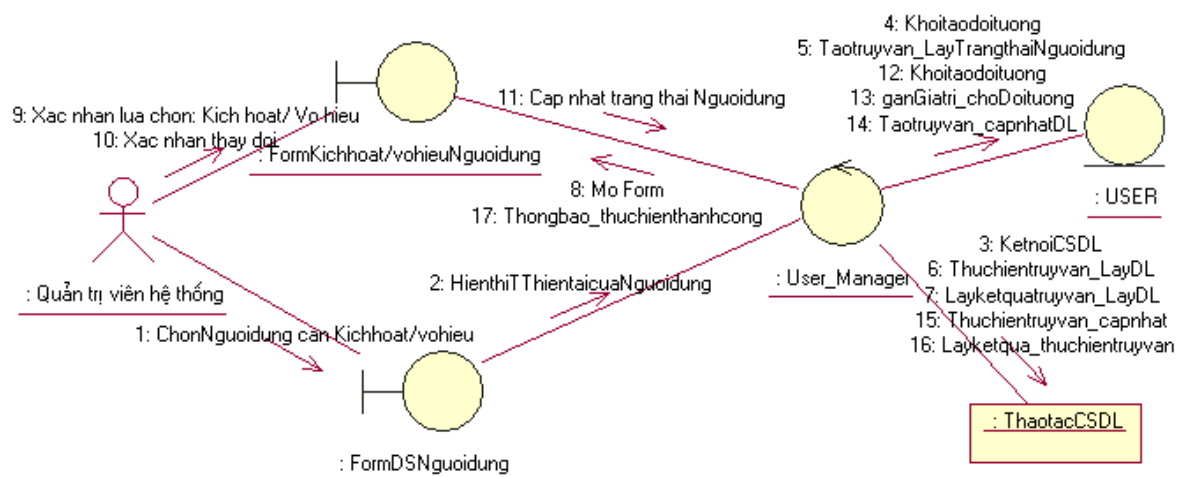 4: Khoitaodoituong
5: Taotruyvan_LayTrangthaiNguoidung
12: Khoitaodoituong
13: ganGiatri_choDoituong
14: Taotruyvan_capnhatDL
11: Cap nhat trang thai Nguoidung
9: Xac nhan lua chon: Kich hoat/ Vo hieu
10: Xac nhan thay doi
: FormKichhoat/vohieuNguoidung
8: Mo Form
17: Thongbao_thuchienthanhcong
: USER
: User_Manager
3: KetnoiCSDL
6: Thuchientruyvan_LayDL
7: Layketquatruyvan_LayDL
15: Thuchientruyvan_capnhat
16: Layketqua_thuchientruyvan
2: HienthiTThientaicuaNguoidung
: Quản trị viên hệ thống
1: ChonNguoidung can Kichhoat/vohieu
: ThaotacCSDL
: FormDSNguoidung